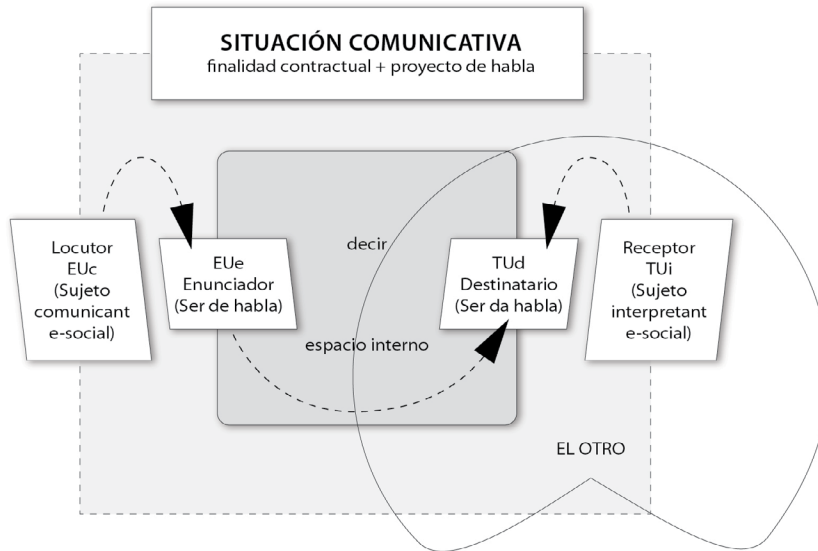 SITUACIÓN COMUNICATIVA
finalidad contractual + proyecto de habla
Locutor
EUc
(Sujeto
comunicant
e-social)
EUe
Enunciador
(Ser de habla)
decir
espacio interno
TUd
Destinatario
(Ser da habla)
Receptor
TUi
(Sujeto
interpretant
e-social)
EL OTRO